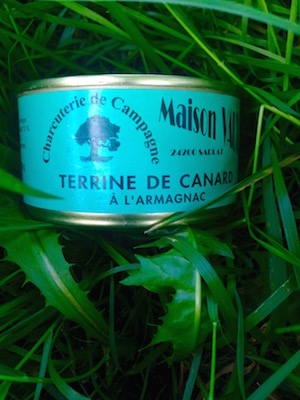 Charcuterie de Campagne
Maison
24200 SARLAT
TERRINE DE CANARD
À L'ARMAGNAC